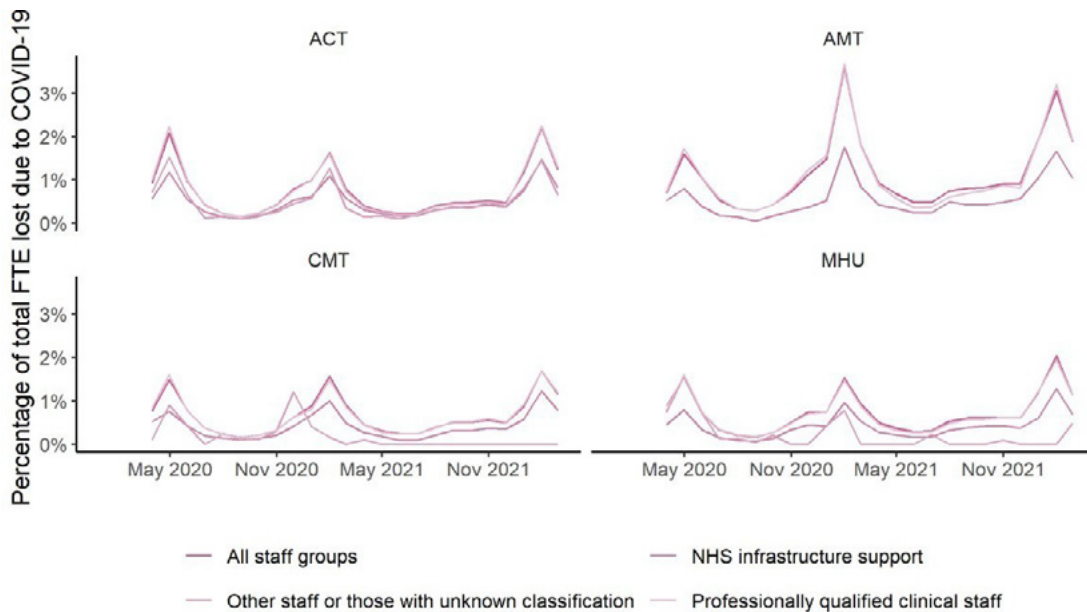 Percentage of total FTE lost due to COVID-19
ACT
AMT
3%
2%
1%
0%
CMT
MHU
3%
2%
1%
0%
May 2020 Nov 2020 May 2021 Nov 2021
May 2020 Nov 2020 May 2021 Nov 2021
All staff groups
NHS infrastructure support
Other staff or those with unknown classification
Professionally qualified clinical staff